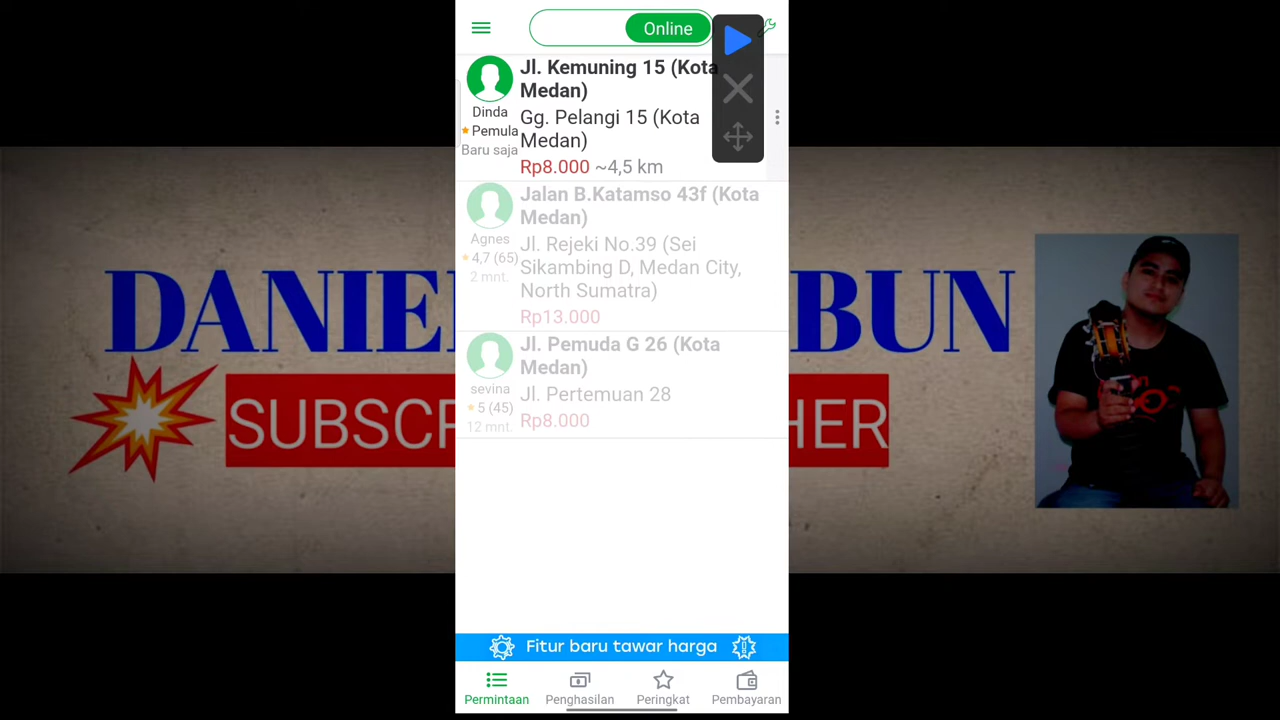 Online
Jl. Kemuning 15 (Kota
Medan)
Gg. Pelangi 15 (Kota
Medan)
Rp8.000 ~4,5 km
Dinda
Pemula
Baru saja
Jalan B.Katamso 43f (Kota
Medan)
Jl. Rejeki No.39 (Sei
Sikambing D, Medan City,
North Sumatra)
Rp13.000
Agnes
4,7 (65)
2 mnt.
Jl. Pemuda G 26 (Kota
Medan)
Jl. Pertemuan 28
Rp8.000
sevina
5 (45)
12 mnt.
Fitur baru tawar harga
Permintaan
Penghasilan
Peringkat
Pembayaran
DANIE
BUN
SUBSC
HER